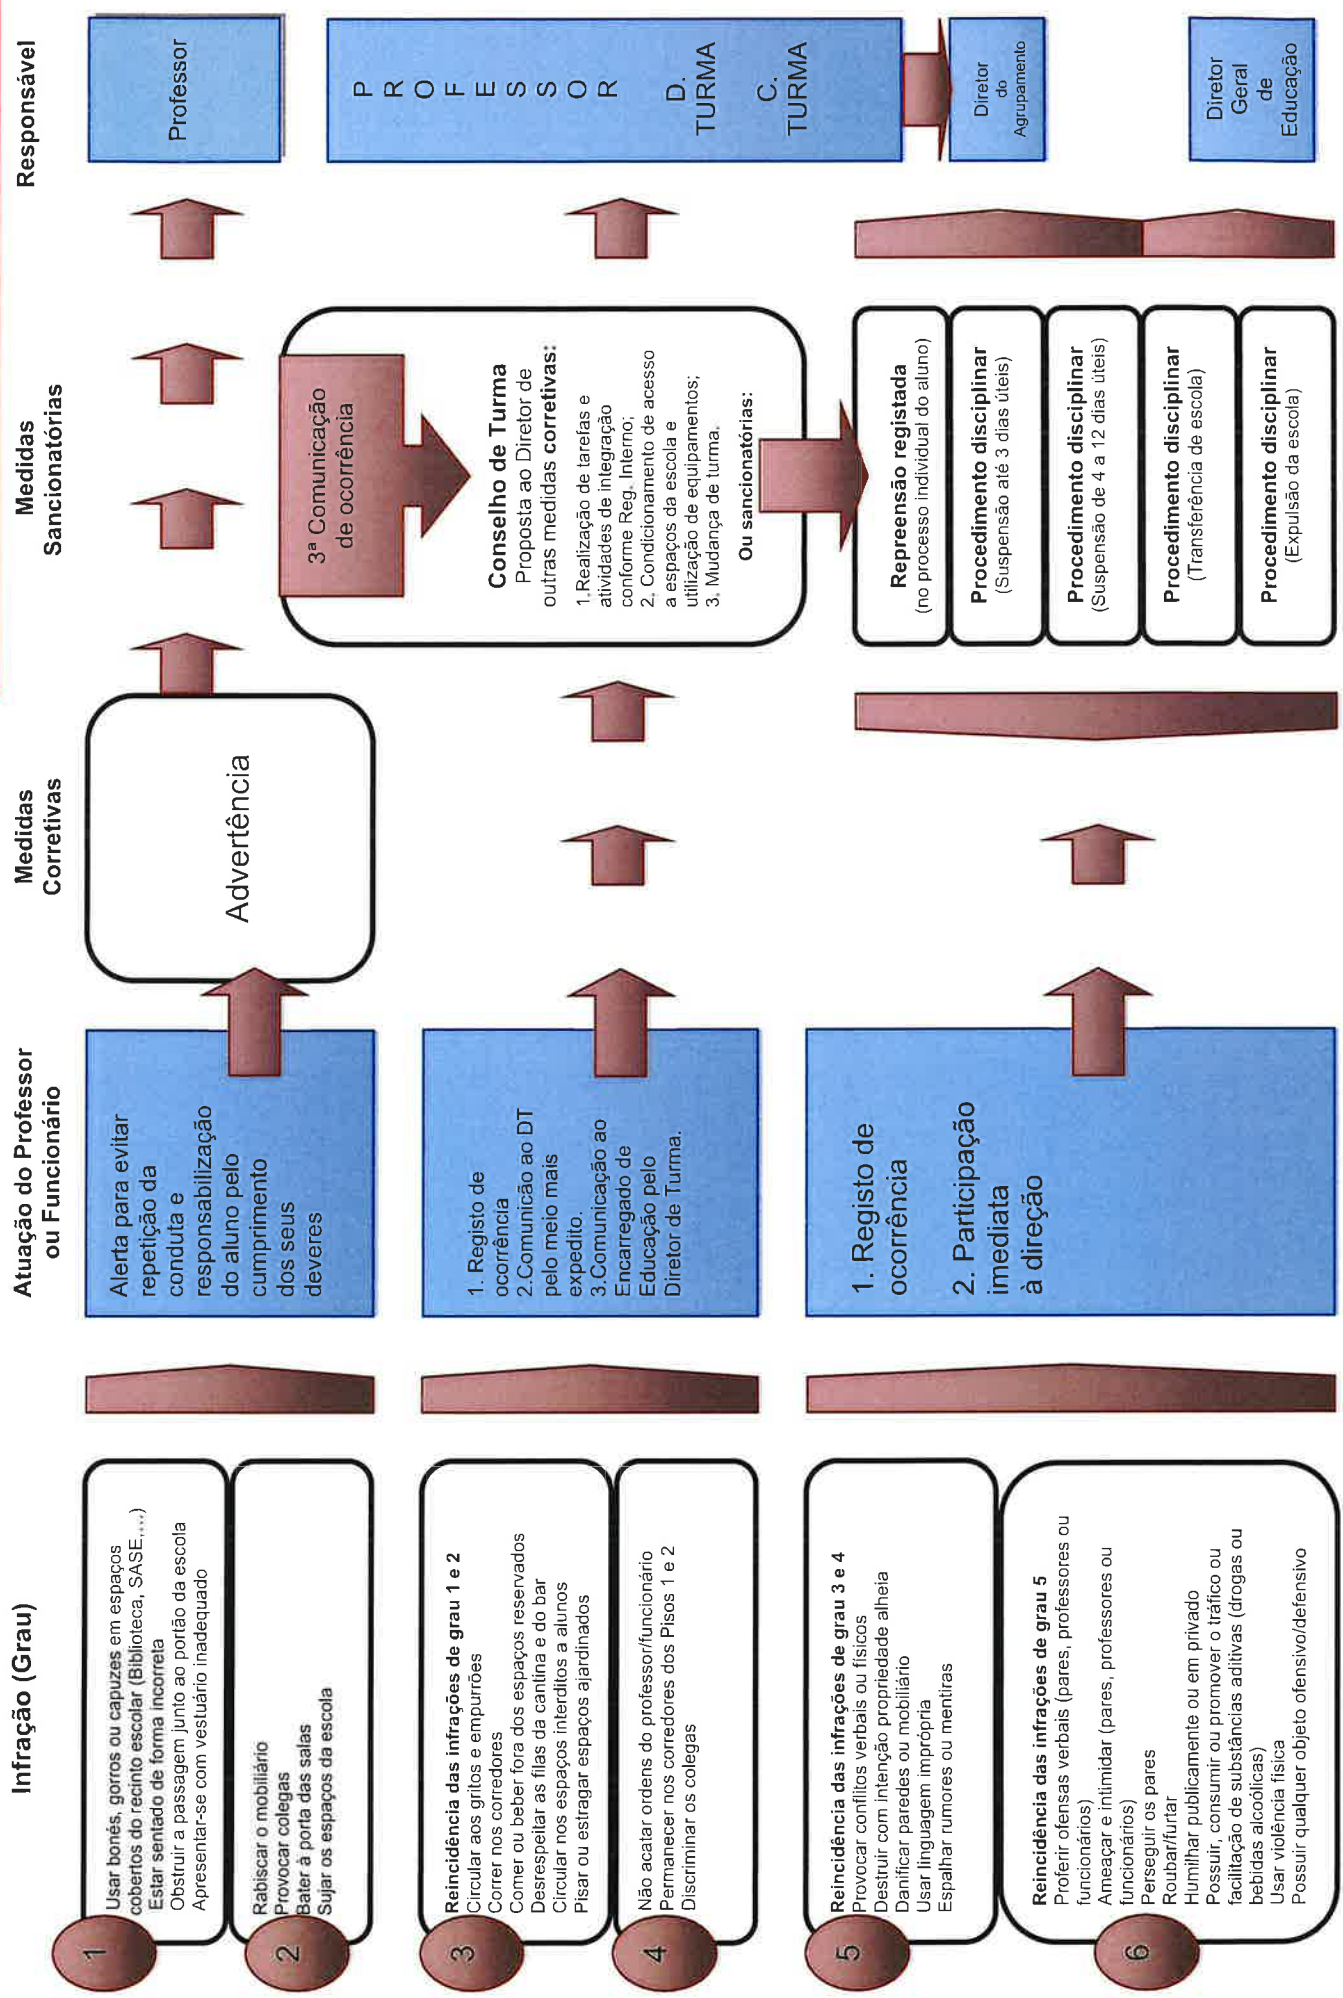 Infração (Grau)
Atuação do Professor
ou Funcionário
Medidas
Corretivas
Medidas
Sancionatórias
Responsável
1
Usar bonés, gorros ou capuzes em espaços
cobertos do recinto escolar (Biblioteca, SASE,...)
Estar sentado de forma incorreta
Obstruir a passagem junto ao portão da escola
Apresentar-se com vestuário inadequado
2
Rabiscar o mobiliário
Provocar colegas
Bater à porta das salas
Sujar os espaços da escola
Alerta para evitar
repetição da
conduta e
responsabilização
do aluno pelo
cumprimento
dos seus
deveres
Advertência
Professor
3
Reincidência das infrações de grau 1 e 2
Circular aos gritos e empurrões
Correr nos corredores
Comer ou beber fora dos espaços reservados
Desrespeitar as filas da cantina e do bar
Circular nos espaços interditos a alunos
Pisar ou estragar espaços ajardinados
4
Não acatar ordens do professor/funcionário
Permanecer nos corredores dos Pisos 1 e 2
Discriminar os colegas
1. Registo de
ocorrência
2.Comunicão ao DT
pelo meio mais
expedito.
3.Comunicação ao
Encarregado de
Educação pelo
Diretor de Turma.
3ª Comunicação
de ocorrência
Conselho de Turma
Proposta ao Diretor de
outras medidas corretivas:
1.Realização de tarefas e
atividades de integração
conforme Reg. Interno;
2. Condicionamento de acesso
a espaços da escola e
utilização de equipamentos;
3. Mudança de turma.
Ou sancionatórias:
P
R
O
F
E
S
S
O
R
D.
TURMA
C.
TURMA
5
Reincidência das infrações de grau 3 e 4
Provocar conflitos verbais ou físicos
Destruir com intenção propriedade alheia
Danificar paredes ou mobiliário
Usar linguagem imprópria
Espalhar rumores ou mentiras
6
Reincidência das infrações de grau 5
Proferir ofensas verbais (pares, professores ou
funcionários)
Ameaçar e intimidar (pares, professores ou
funcionários)
Perseguir os pares
Roubar/furtar
Humilhar publicamente ou em privado
Possuir, consumir ou promover o tráfico ou
facilitação de substâncias aditivas (drogas ou
bebidas alcoólicas)
Usar violência física
Possuir qualquer objeto ofensivo/defensivo
1. Registo de
ocorrência
2. Participação
imediata
à direção
Repreensão registada
(no processo individual do aluno)
Procedimento disciplinar
(Suspensão até 3 dias úteis)
Procedimento disciplinar
(Suspensão de 4 a 12 dias úteis)
Procedimento disciplinar
(Transferência de escola)
Procedimento disciplinar
(Expulsão da escola)
Diretor
do
Agrupamento
Diretor
Geral
de
Educação